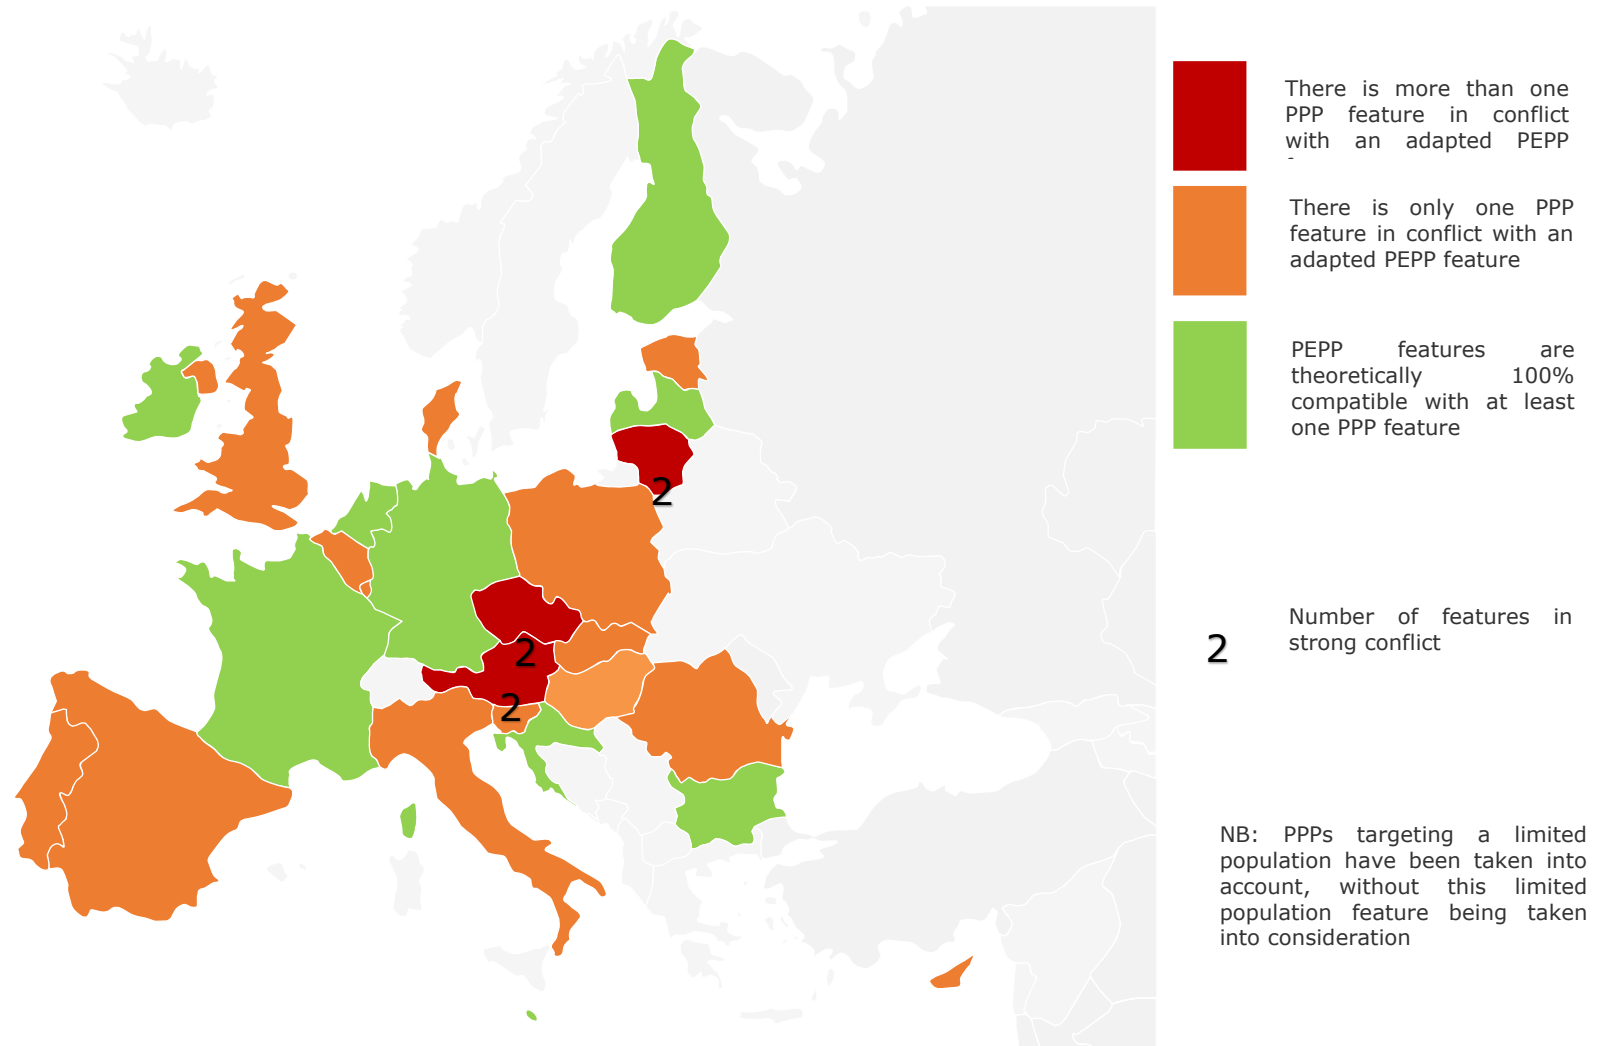 There is more than one
PPP feature in conflict
with an adapted PEPP
There is only one PPP
feature in conflict with an
adapted PEPP feature
PEPP features are
theoretically 100%
compatible with at least
one PPP feature
2
2
2
2
Number of features in
strong conflict
NB: PPPs targeting a limited
population have been taken into
account, without this limited
population feature being taken
into consideration